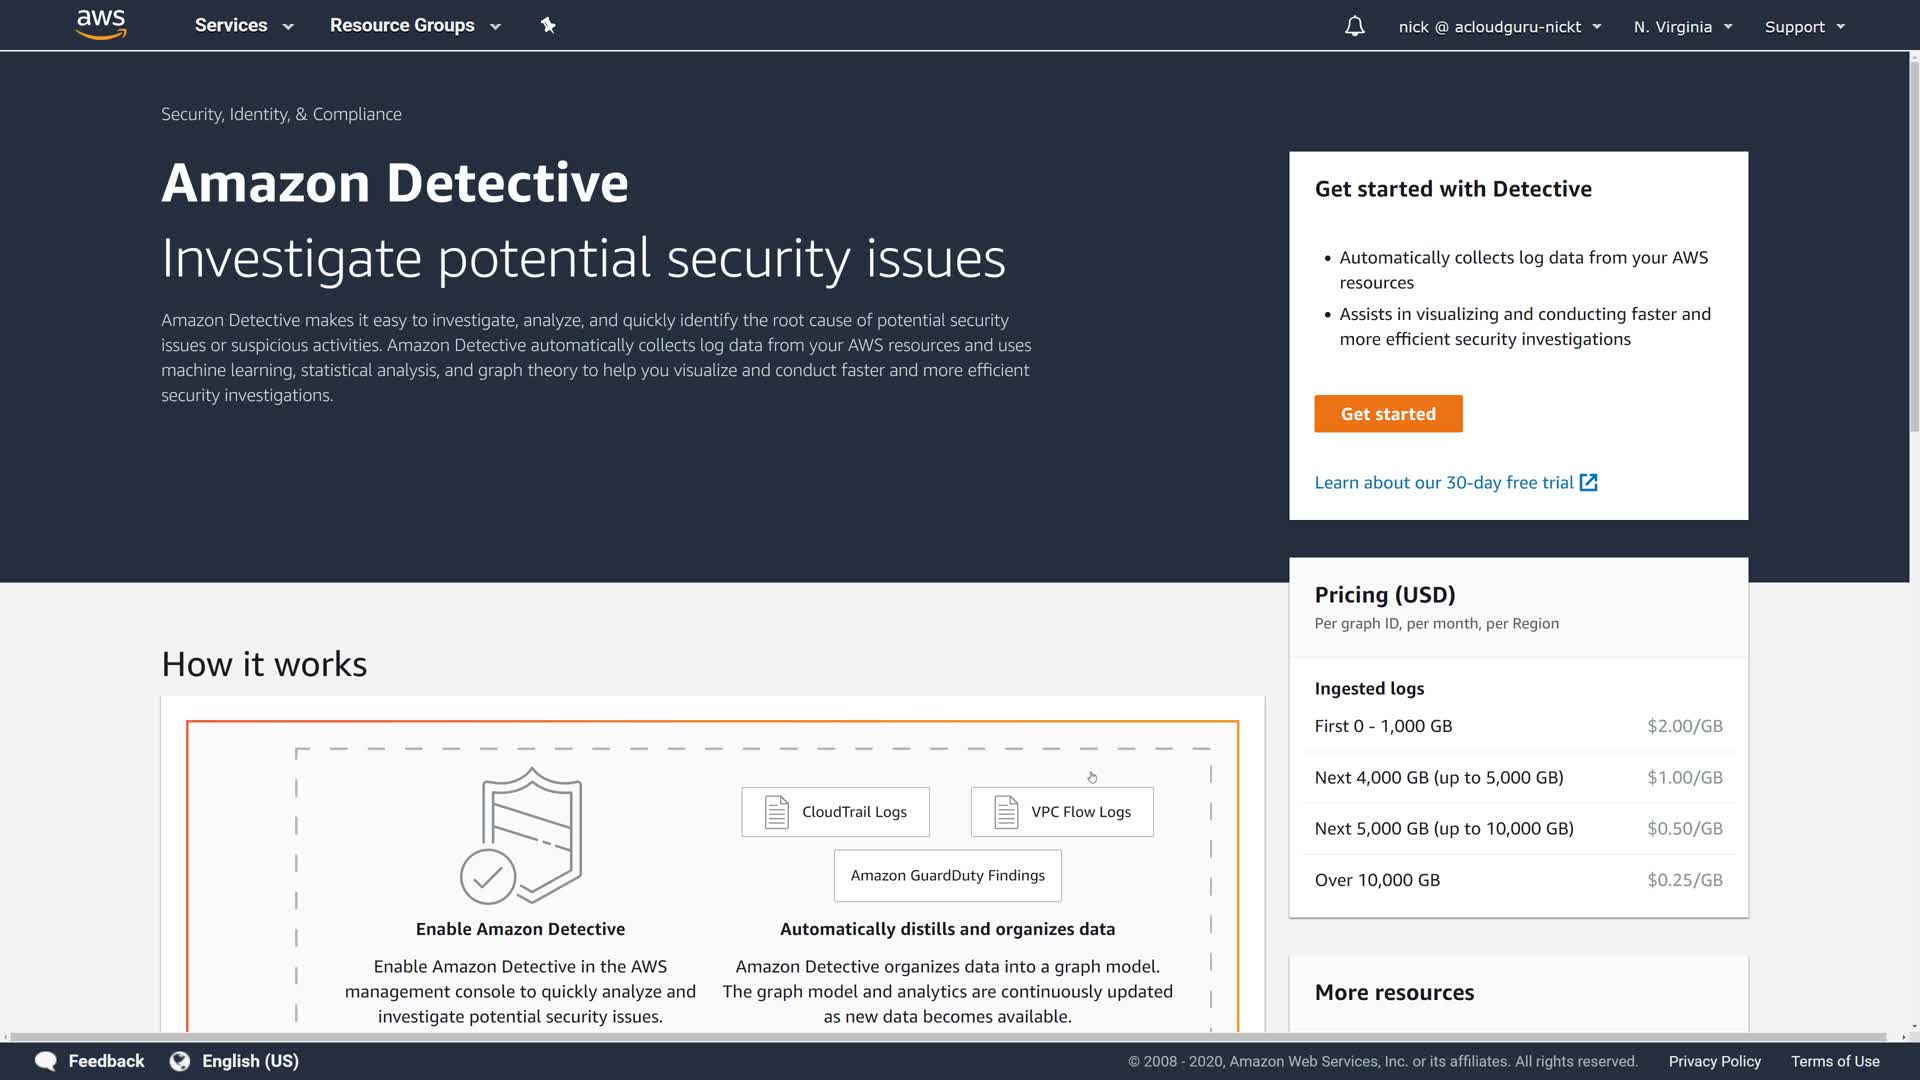 aws
Services
Resource Groups
nick @ acloudguru-nickt
N. Virginia
Support
Security, Identity, & Compliance
Amazon Detective
Investigate potential security issues
Amazon Detective makes it easy to investigate, analyze, and quickly identify the root cause of potential security
issues or suspicious activities. Amazon Detective automatically collects log data from your AWS resources and uses
machine learning, statistical analysis, and graph theory to help you visualize and conduct faster and more efficient
security investigations.
Get started with Detective
• Automatically collects log data from your AWS
resources
• Assists in visualizing and conducting faster and
more efficient security investigations
Get started
Learn about our 30-day free trial
Pricing (USD)
Per graph ID, per month, per Region
Ingested logs
First 0 - 1,000 GB $2.00/GB
Next 4,000 GB (up to 5,000 GB) $1.00/GB
Next 5,000 GB (up to 10,000 GB) $0.50/GB
Over 10,000 GB $0.25/GB
More resources
How it works
Enable Amazon Detective
Enable Amazon Detective in the AWS
management console to quickly analyze and
investigate potential security issues.
CloudTrail Logs
VPC Flow Logs
Amazon GuardDuty Findings
Automatically distills and organizes data
Amazon Detective organizes data into a graph model.
The graph model and analytics are continuously updated
as new data becomes available.
Feedback
English (US)
© 2008 - 2020, Amazon Web Services, Inc. or its affiliates. All rights reserved.
Privacy Policy
Terms of Use